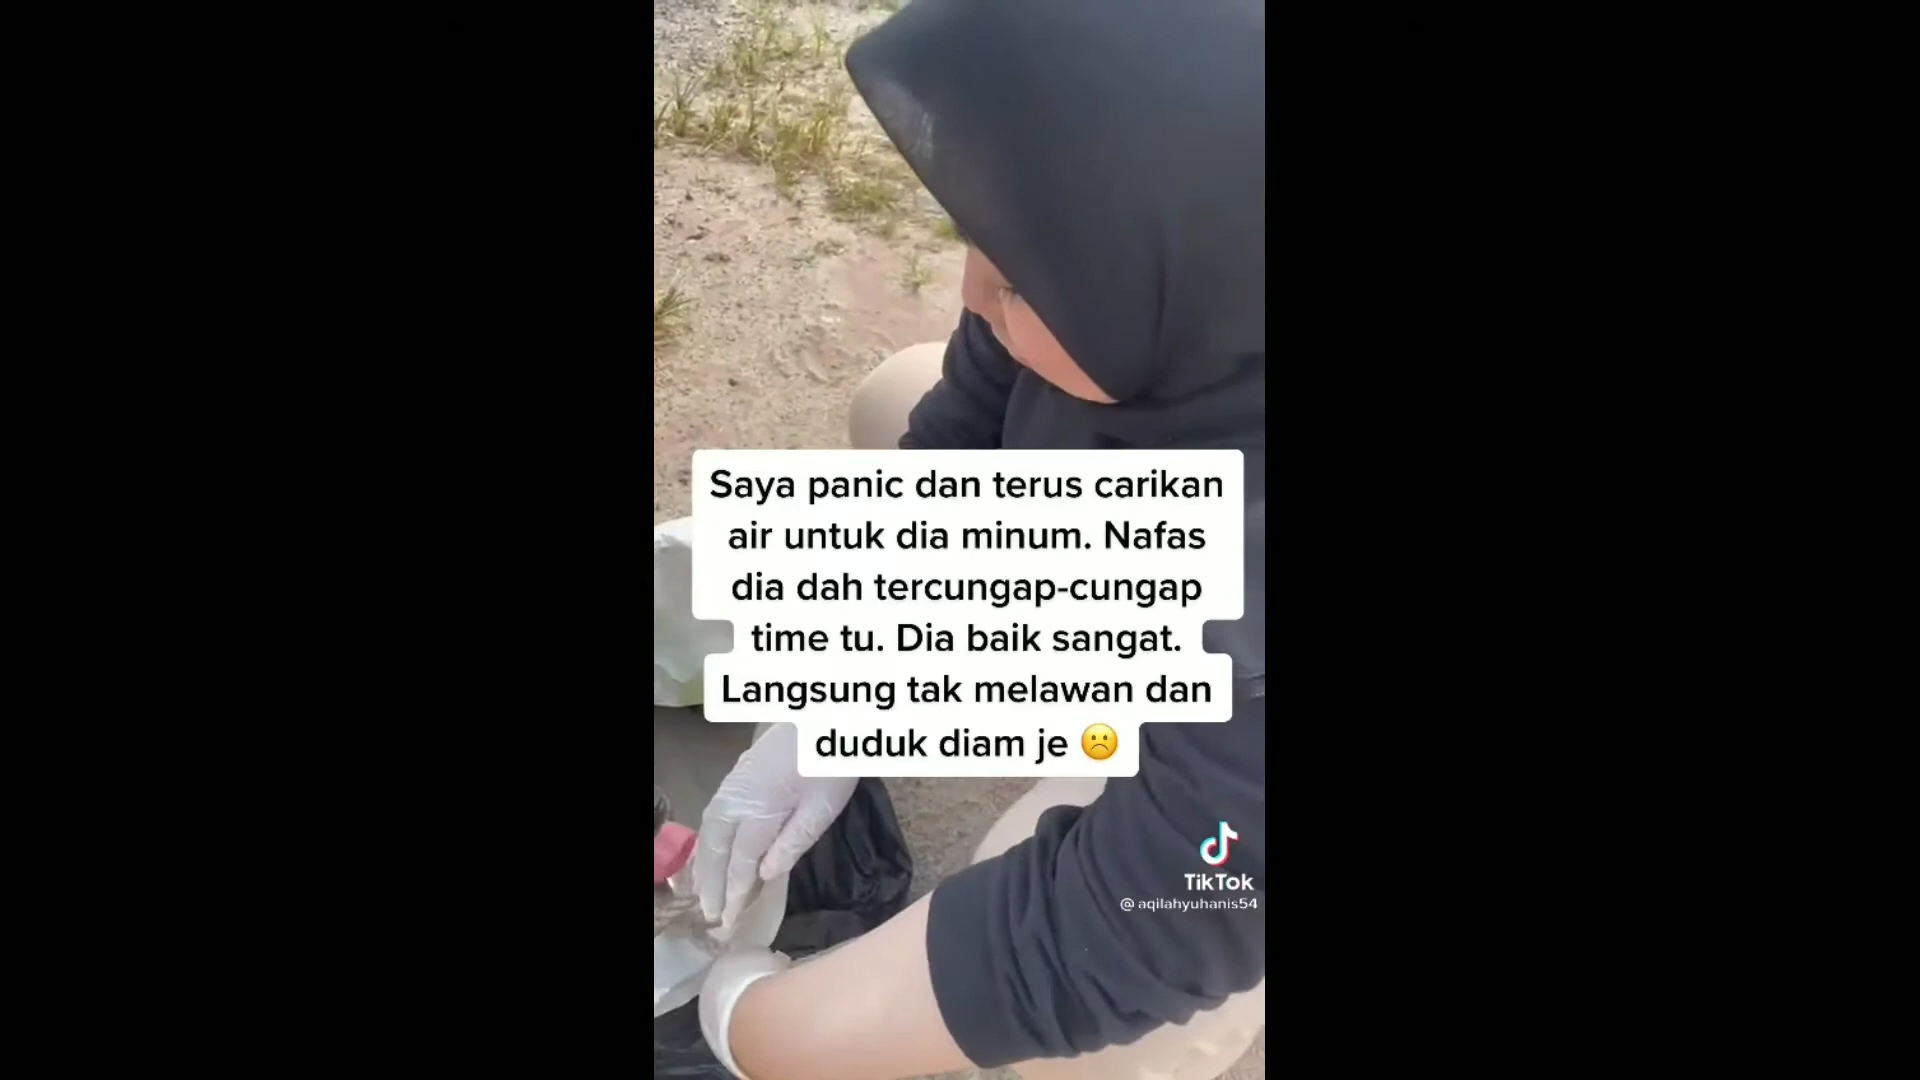 Saya panic dan terus carikan
air untuk dia minum. Nafas
dia dah tercungap-cungap
time tu. Dia baik sangat.
Langsung tak melawan dan
duduk diam je ☹️
TikTok
@aqilahyuhanis54